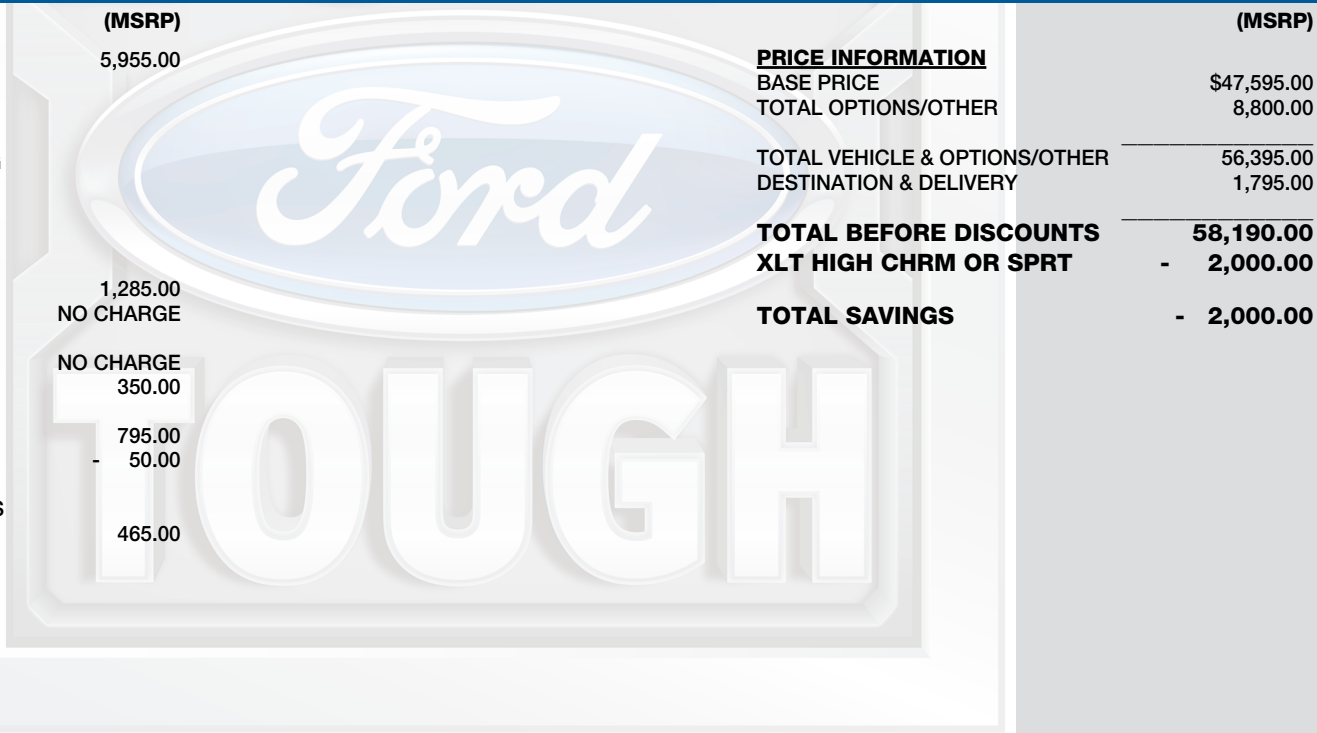 (MSRP)
5,955.00
1,285.00
NO CHARGE
NO CHARGE
350.00
795.00
- 50.00
S
465.00
(MSRP)
PRICE INFORMATION
BASE PRICE $47,595.00
TOTAL OPTIONS/OTHER 8,800.00
TOTAL VEHICLE & OPTIONS/OTHER 56,395.00
DESTINATION & DELIVERY 1,795.00
TOTAL BEFORE DISCOUNTS 58,190.00
XLT HIGH CHRM OR SPRT - 2,000.00
TOTAL SAVINGS - 2,000.00
Ford
TOUGH